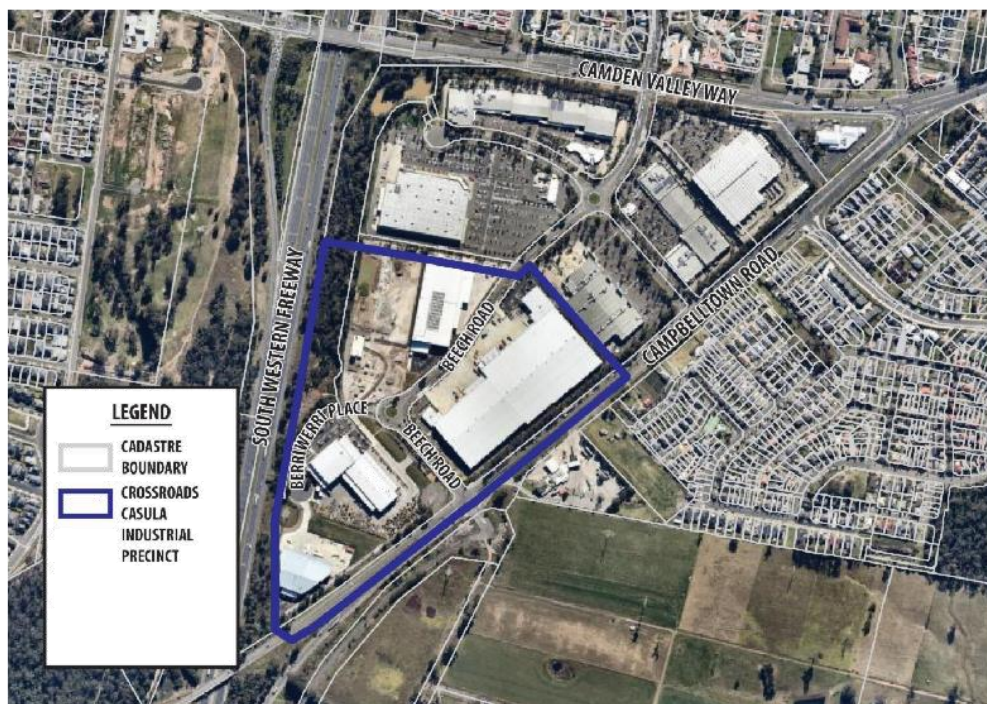 CAMDEN VALLEY WAY
SOUTH WESTERN FREEWAY
CAMPBELLTOWN ROAD
BEECH ROAD
BERRIWERRI PLACE
BEECH ROAD
LEGEND
CADASTRE
BOUNDARY
CROSSROADS
CASULA
INDUSTRIAL
PRECINCT